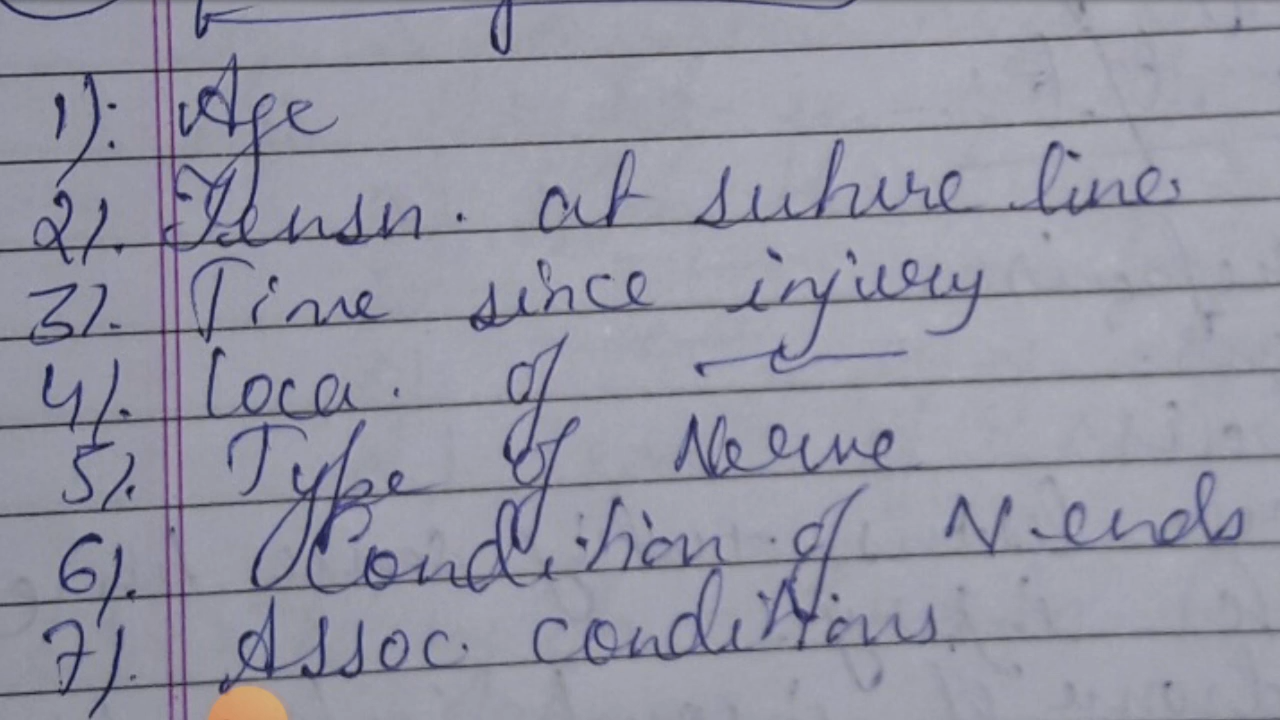 1): Age
2). Tensn. at suture line
3). Time since injury
4). Loca. of
5). Type of Nerve
6). Condition of N. ends
7). Assoc. conditions